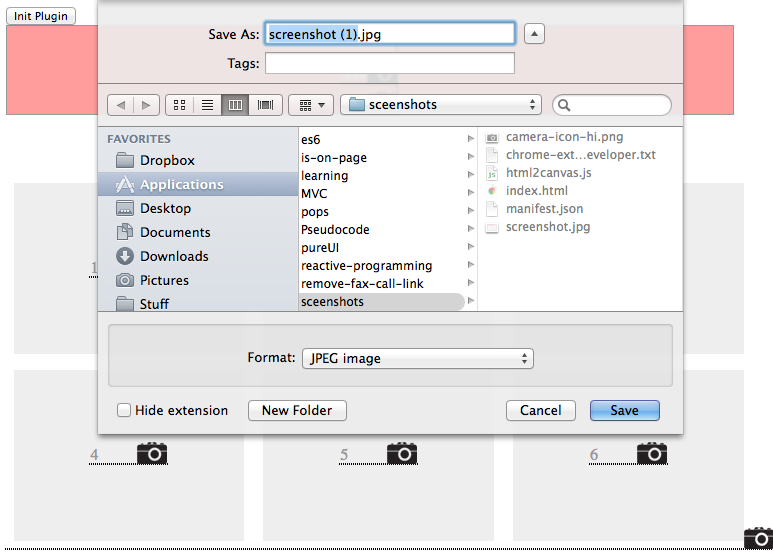 Init Plugin
Save As: screenshot (1).jpg
Tags:
sceenshots
FAVORITES
Dropbox
Applications
Desktop
Documents
Downloads
Pictures
Stuff
es6
is-on-page
learning
MVC
pops
Pseudocode
pureUI
reactive-programming
remove-fax-call-link
sceenshots
camera-icon-hi.png
chrome-ext...eveloper.txt
html2canvas.js
index.html
manifest.json
screenshot.jpg
1
Format: JPEG image
Hide extension New Folder Cancel Save
4 5 6